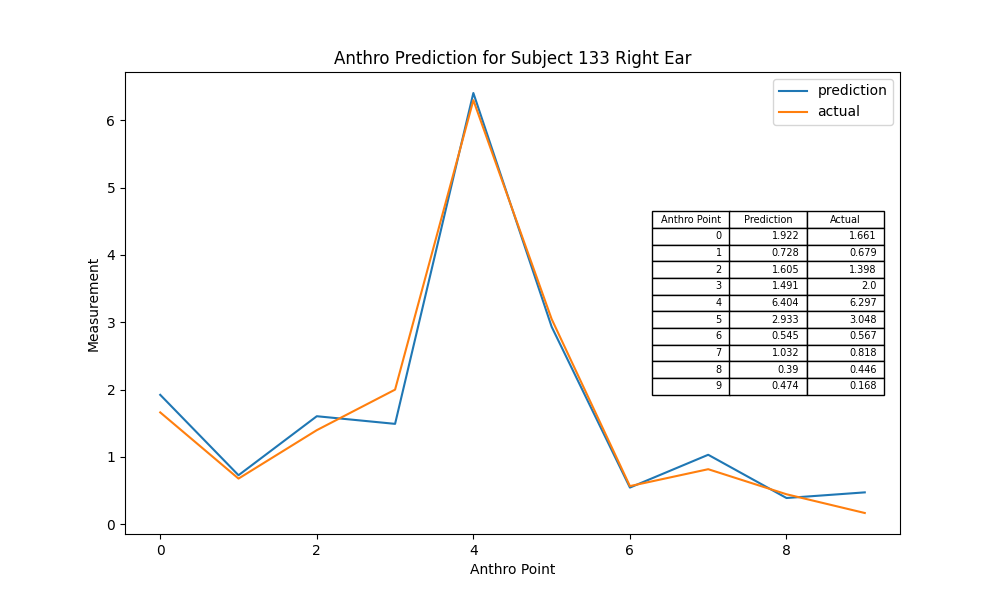 Anthro Prediction for Subject 133 Right Ear
prediction
actual
6
5
4
3
2
1
0
Measurement
Anthro Point Prediction Actual
0 1.922 1.661
1 0.728 0.679
2 1.605 1.398
3 1.491 2.0
4 6.404 6.297
5 2.933 3.048
6 0.545 0.567
7 1.032 0.818
8 0.39 0.446
9 0.474 0.168
0 2 4 6 8
Anthro Point